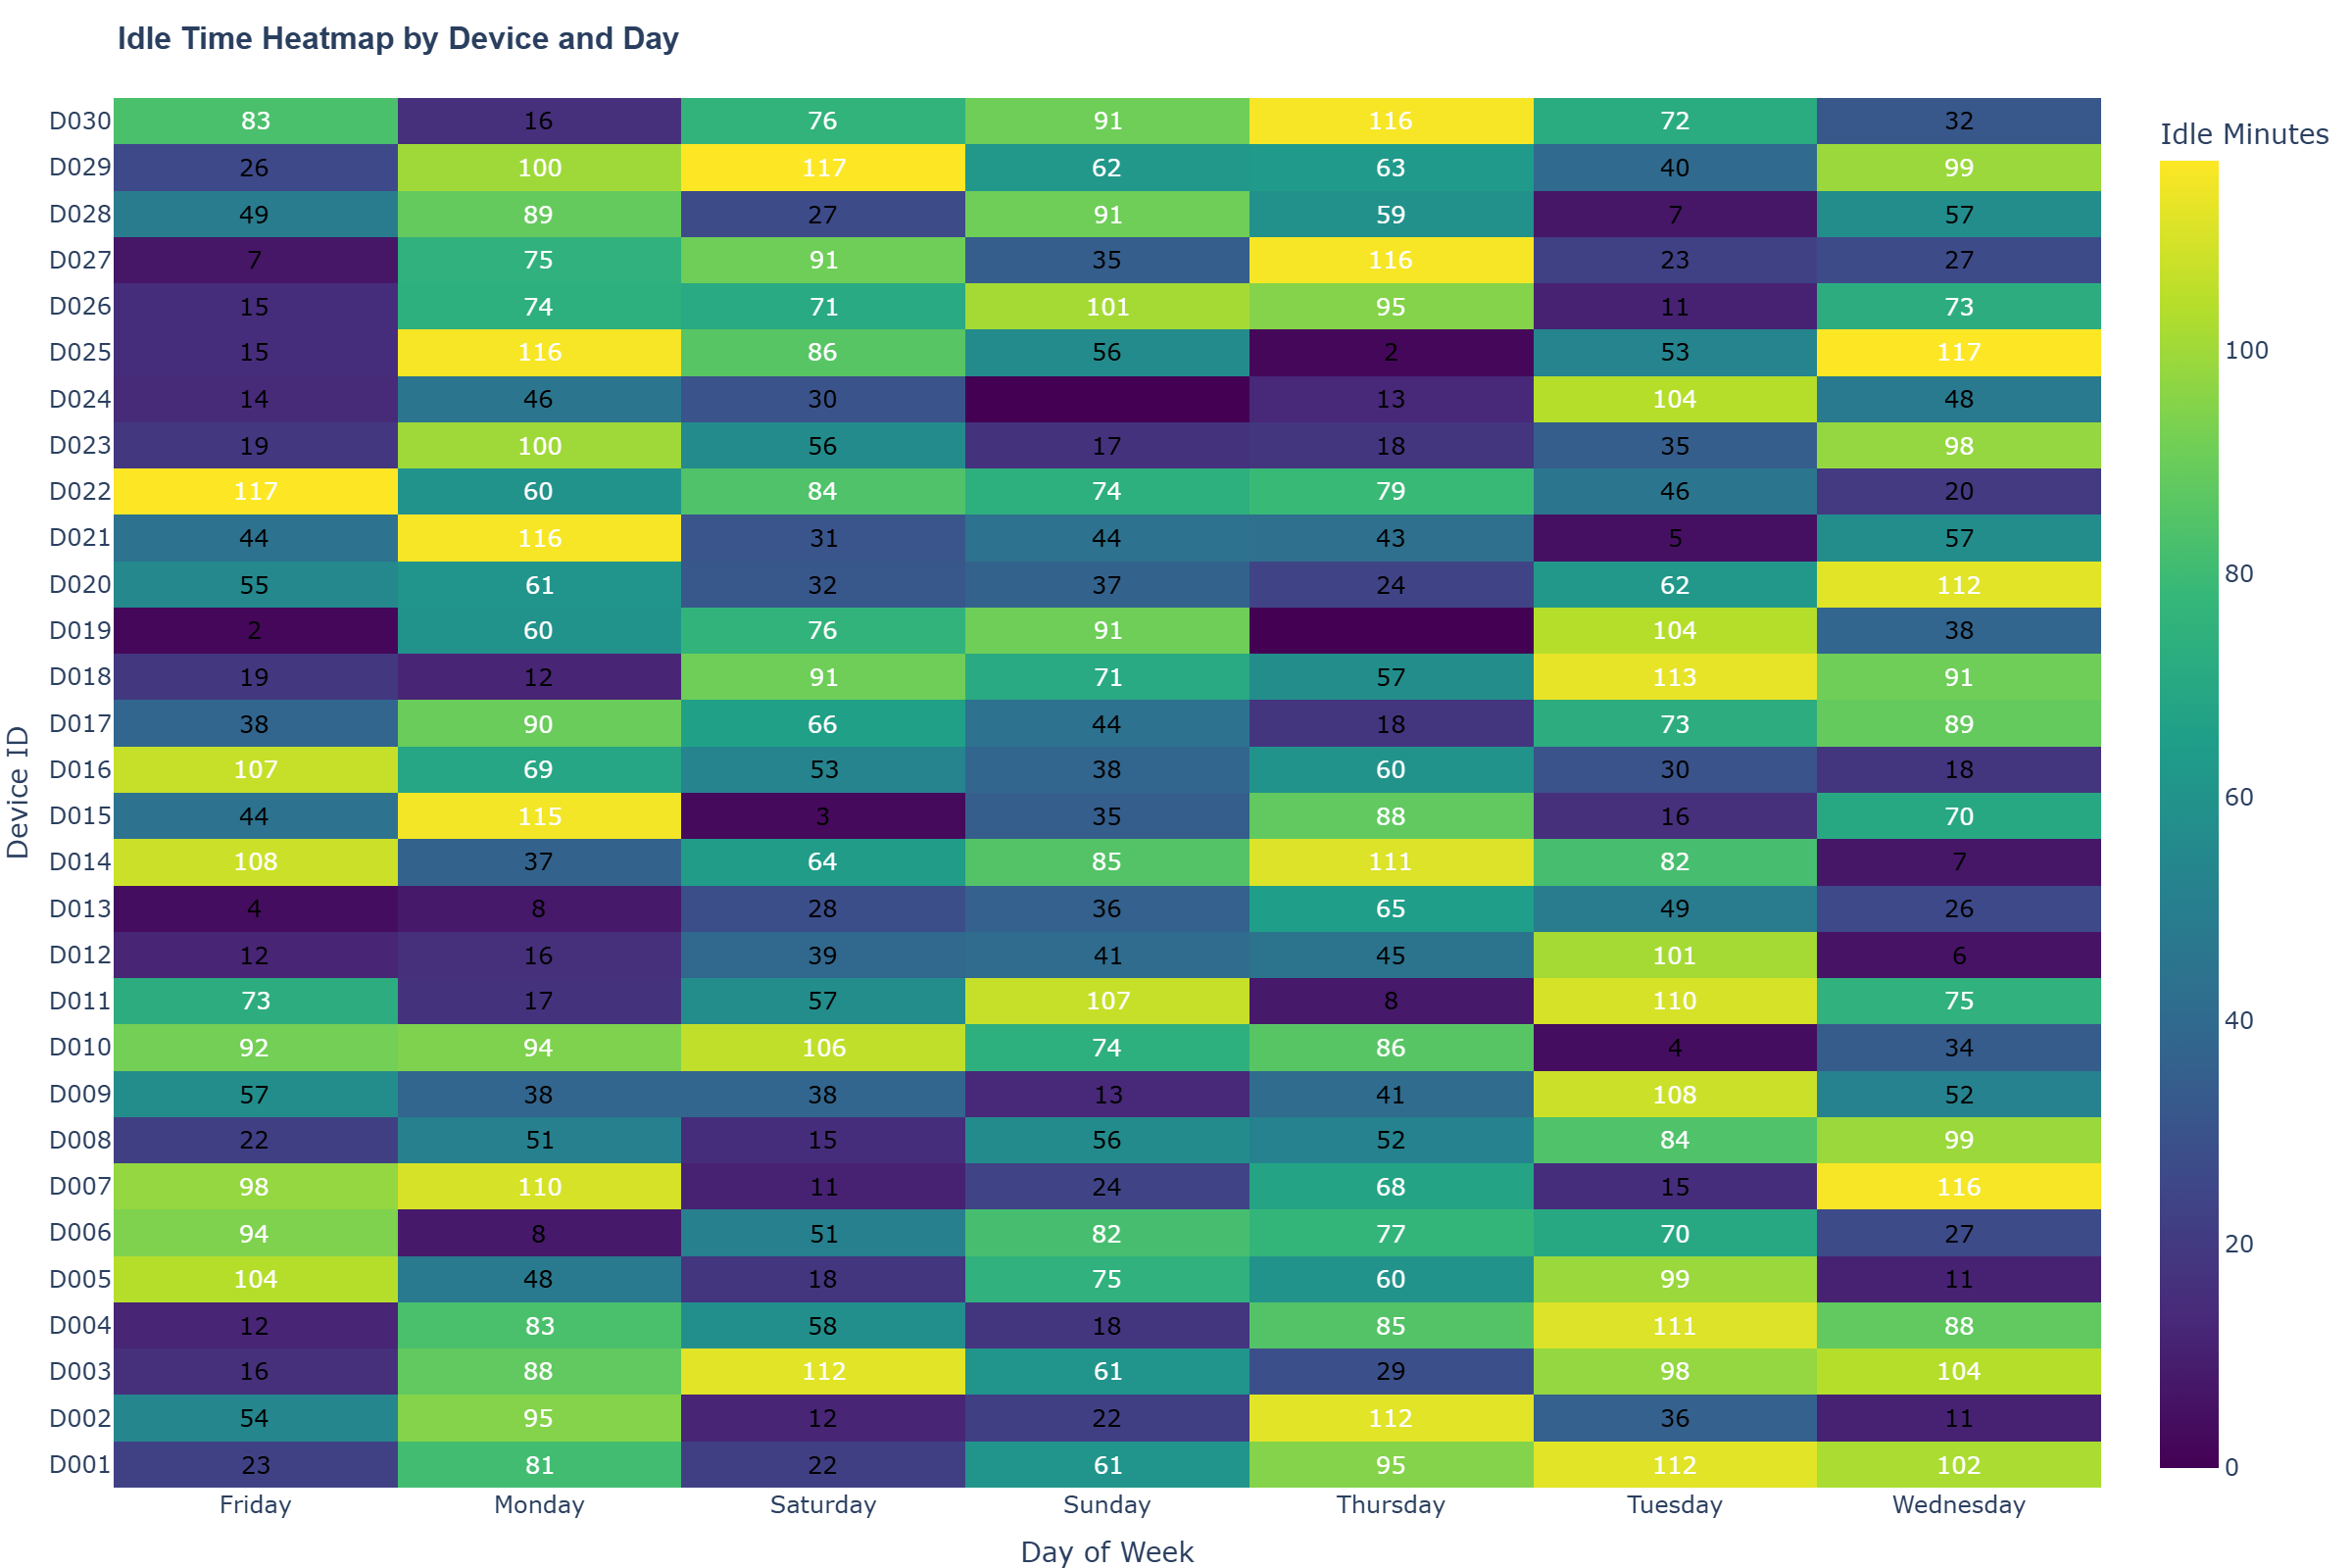 Idle Time Heatmap by Device and Day
D030 83 16 76 91 116 72 32
D029 26 100 117 62 63 40 99
D028 49 89 27 91 59 7 57
D027 7 75 91 35 116 23 27
D026 15 74 71 101 95 11 73
D025 15 116 86 56 2 53 117
D024 14 46 30 13 104 48
D023 19 100 56 17 18 35 98
D022 117 60 84 74 79 46 20
D021 44 116 31 44 43 5 57
D020 55 61 32 37 24 62 112
D019 2 60 76 91 104 38
D018 19 12 91 71 57 113 91
D017 38 90 66 44 18 73 89
D016 107 69 53 38 60 30 18
D015 44 115 3 35 88 16 70
D014 108 37 64 85 111 82 7
D013 4 8 28 36 65 49 26
D012 12 16 39 41 45 101 6
D011 73 17 57 107 8 110 75
D010 92 94 106 74 86 4 34
D009 57 38 38 13 41 108 52
D008 22 51 15 56 52 84 99
D007 98 110 11 24 68 15 116
D006 94 8 51 82 77 70 27
D005 104 48 18 75 60 99 11
D004 12 83 58 18 85 111 88
D003 16 88 112 61 29 98 104
D002 54 95 12 22 112 36 11
D001 23 81 22 61 95 112 102
Friday Monday Saturday Sunday Thursday Tuesday Wednesday
Day of Week
Device ID
Idle Minutes
100
80
60
40
20
0